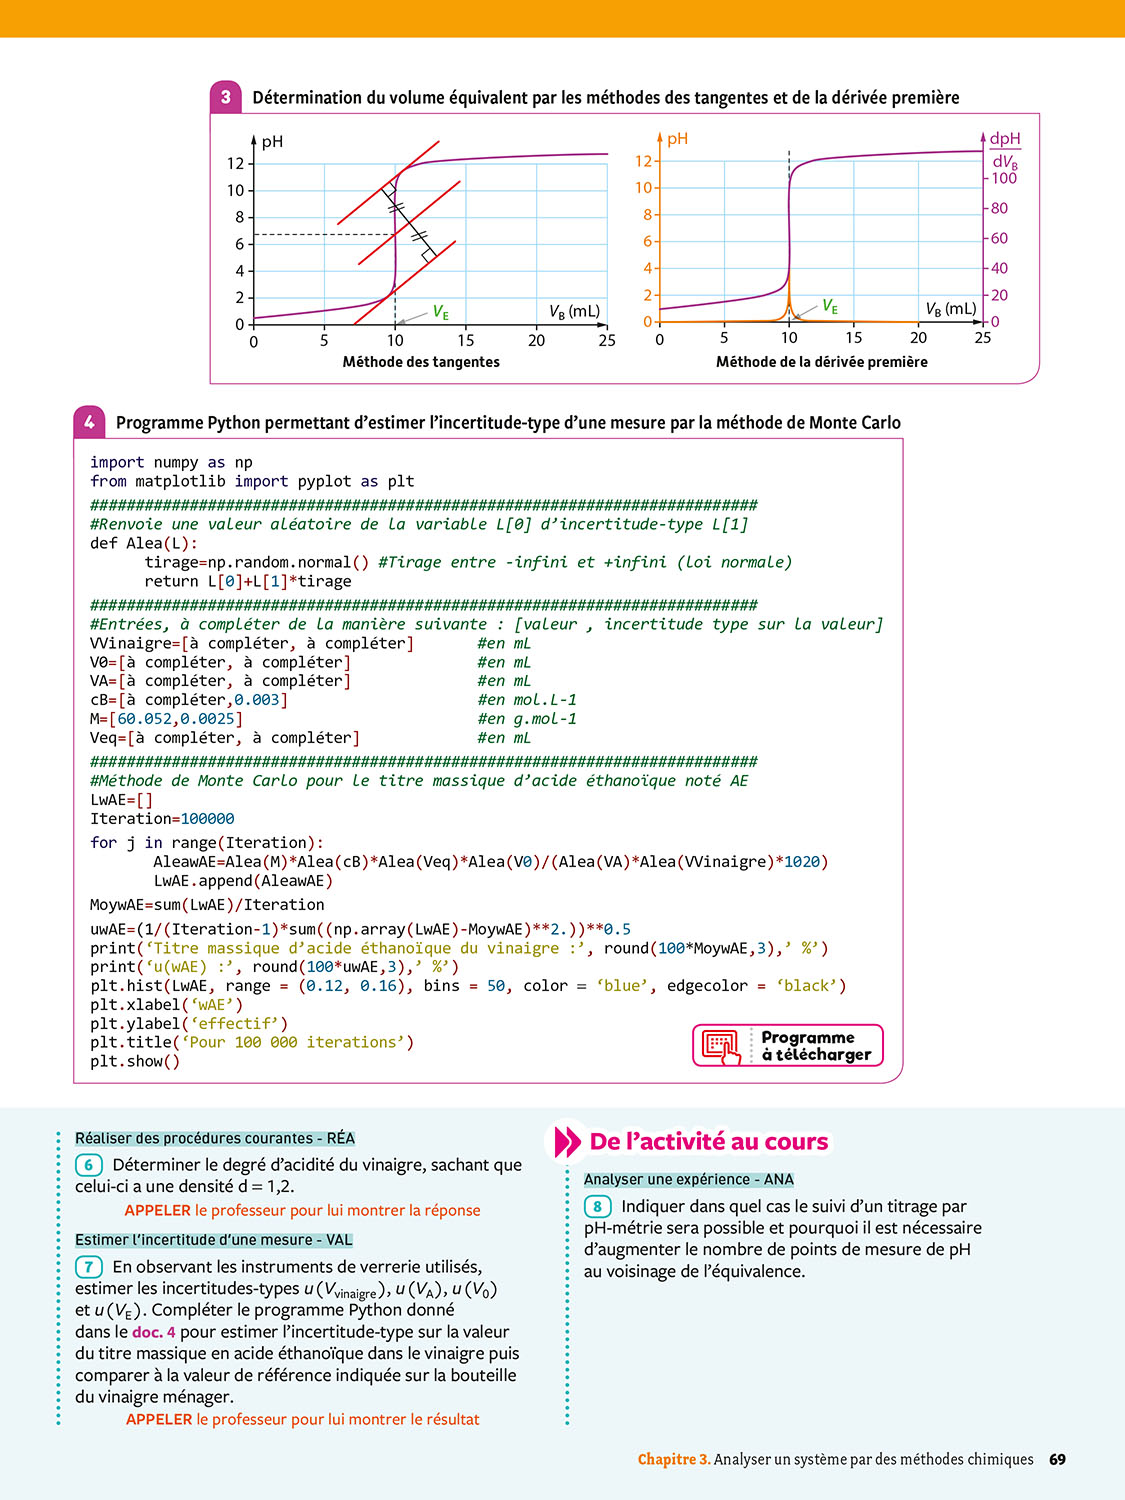 3 Détermination du volume équivalent par les méthodes des tangentes et de la dérivée première
pH
12
10
8
6
4
2
0
0 5 10 15 20 25
V_E
V_B (mL)
Méthode des tangentes
pH
12
10
8
6
4
2
0
0 5 10 15 20 25
dpH
dV_B
100
80
60
40
20
0
V_E
V_B (mL)
Méthode de la dérivée première
4 Programme Python permettant d’estimer l’incertitude-type d’une mesure par la méthode de Monte Carlo
import numpy as np
from matplotlib import pyplot as plt
##########################################################################
#Renvoie une valeur aléatoire de la variable L[0] d’incertitude-type L[1]
def Alea(L):
tirage=np.random.normal() #Tirage entre -infini et +infini (loi normale)
return L[0]+L[1]*tirage
##########################################################################
#Entrées, à compléter de la manière suivante : [valeur , incertitude type sur la valeur]
VVinaigre=[à compléter, à compléter] #en mL
V0=[à compléter, à compléter] #en mL
VA=[à compléter, à compléter] #en mL
cB=[à compléter,0.003] #en mol.L-1
M=[60.052,0.0025] #en g.mol-1
Veq=[à compléter, à compléter] #en mL
##########################################################################
#Méthode de Monte Carlo pour le titre massique d’acide éthanoïque noté AE
LwAE=[]
Iteration=100000
for j in range(Iteration):
AleawAE=Alea(M)*Alea(cB)*Alea(Veq)*Alea(V0)/(Alea(VA)*Alea(VVinaigre)*1020)
LwAE.append(AleawAE)
MoywAE=sum(LwAE)/Iteration
uwAE=(1/(Iteration-1)*sum((np.array(LwAE)-MoywAE)**2.))**0.5
print(‘Titre massique d’acide éthanoïque du vinaigre :’, round(100*MoywAE,3),’ %’)
print(‘u(wAE) :’, round(100*uwAE,3),’ %’)
plt.hist(LwAE, range = (0.12, 0.16), bins = 50, color = ‘blue’, edgecolor = ‘black’)
plt.xlabel(‘wAE’)
plt.ylabel(‘effectif’)
plt.title(‘Pour 100 000 iterations’)
plt.show()
Programme
à télécharger
Réaliser des procédures courantes - RÉA
6 Déterminer le degré d’acidité du vinaigre, sachant que
celui-ci a une densité d = 1,2.
APPELER le professeur pour lui montrer la réponse
Estimer l’incertitude d’une mesure - VAL
7 En observant les instruments de verrerie utilisés,
estimer les incertitudes-types u(V_vinaigre), u(V_A), u(V_0)
et u(V_E). Compléter le programme Python donné
dans le doc. 4 pour estimer l’incertitude-type sur la valeur
du titre massique en acide éthanoïque dans le vinaigre puis
comparer à la valeur de référence indiquée sur la bouteille
du vinaigre ménager.
APPELER le professeur pour lui montrer le résultat
De l’activité au cours
Analyser une expérience - ANA
8 Indiquer dans quel cas le suivi d’un titrage par
pH-métrie sera possible et pourquoi il est nécessaire
d’augmenter le nombre de points de mesure de pH
au voisinage de l’équivalence.
Chapitre 3. Analyser un système par des méthodes chimiques 69